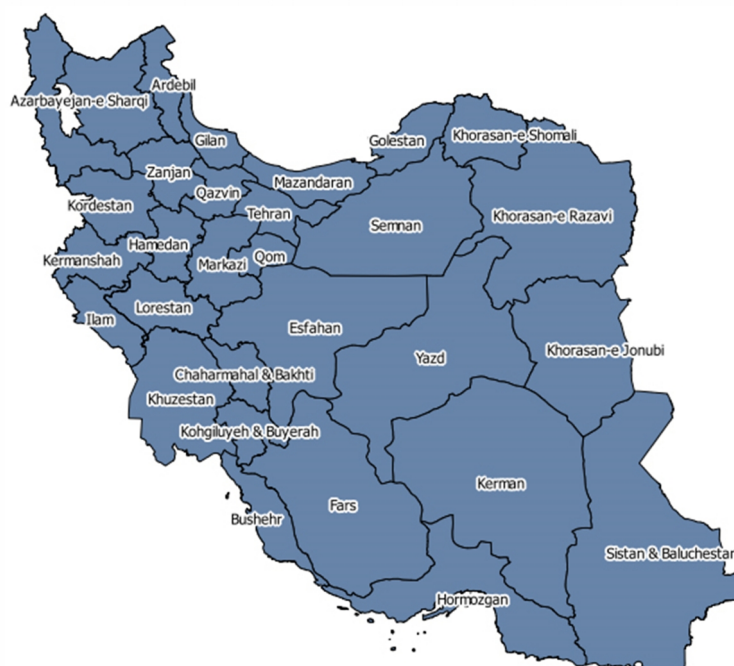 Ardebil
Azarbayejan-e Sharqi
Gilan
Golestan
Khorasan-e Shomali
Zanjan
Mazandaran
Qazvin
Kordestan
Tehran
Khorasan-e Razavi
Semnan
Hamedan
Qom
Kermanshah
Markazi
Lorestan
Ilam
Esfahan
Khorasan-e Jonubi
Yazd
Chaharmahal & Bakhti
Khuzestan
Kohgiluyeh & Buyerah
Kerman
Fars
Bushehr
Sistan & Baluchestan
Hormozgan